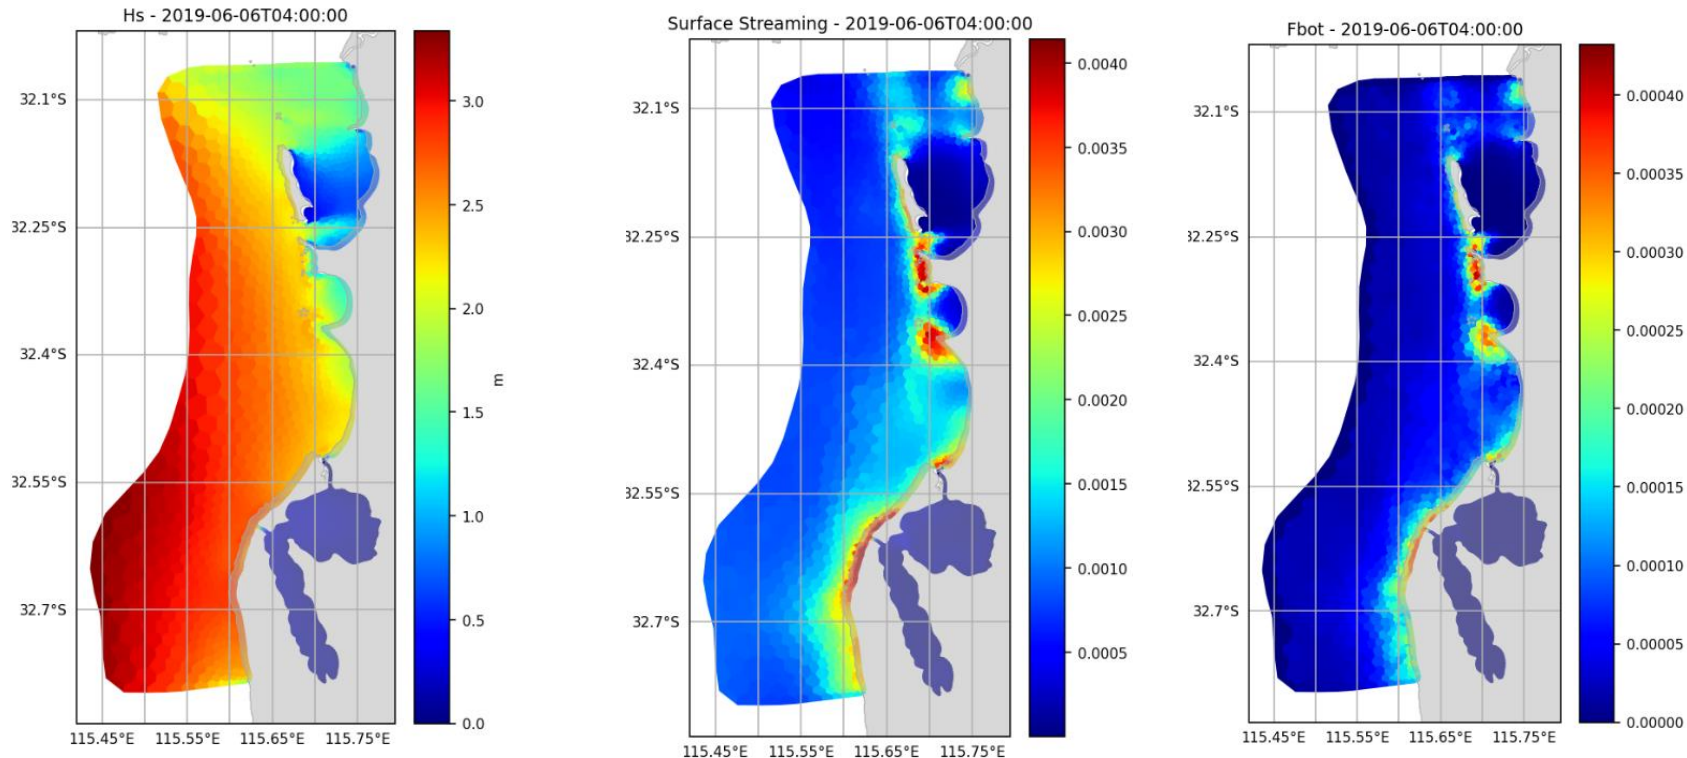 Hs - 2019-06-06T04:00:00
32.1°S
32.25°S
32.4°S
32.55°S
32.7°S
115.45°E 115.55°E 115.65°E 115.75°E
3.0
2.5
2.0
1.5
1.0
0.5
0.0
m
Surface Streaming - 2019-06-06T04:00:00
32.1°S
32.25°S
32.4°S
32.55°S
32.7°S
115.45°E 115.55°E 115.65°E 115.75°E
0.0040
0.0035
0.0030
0.0025
0.0020
0.0015
0.0010
0.0005
Fbot - 2019-06-06T04:00:00
32.1°S
32.25°S
32.4°S
32.55°S
32.7°S
115.45°E 115.55°E 115.65°E 115.75°E
0.00040
0.00035
0.00030
0.00025
0.00020
0.00015
0.00010
0.00005
0.00000